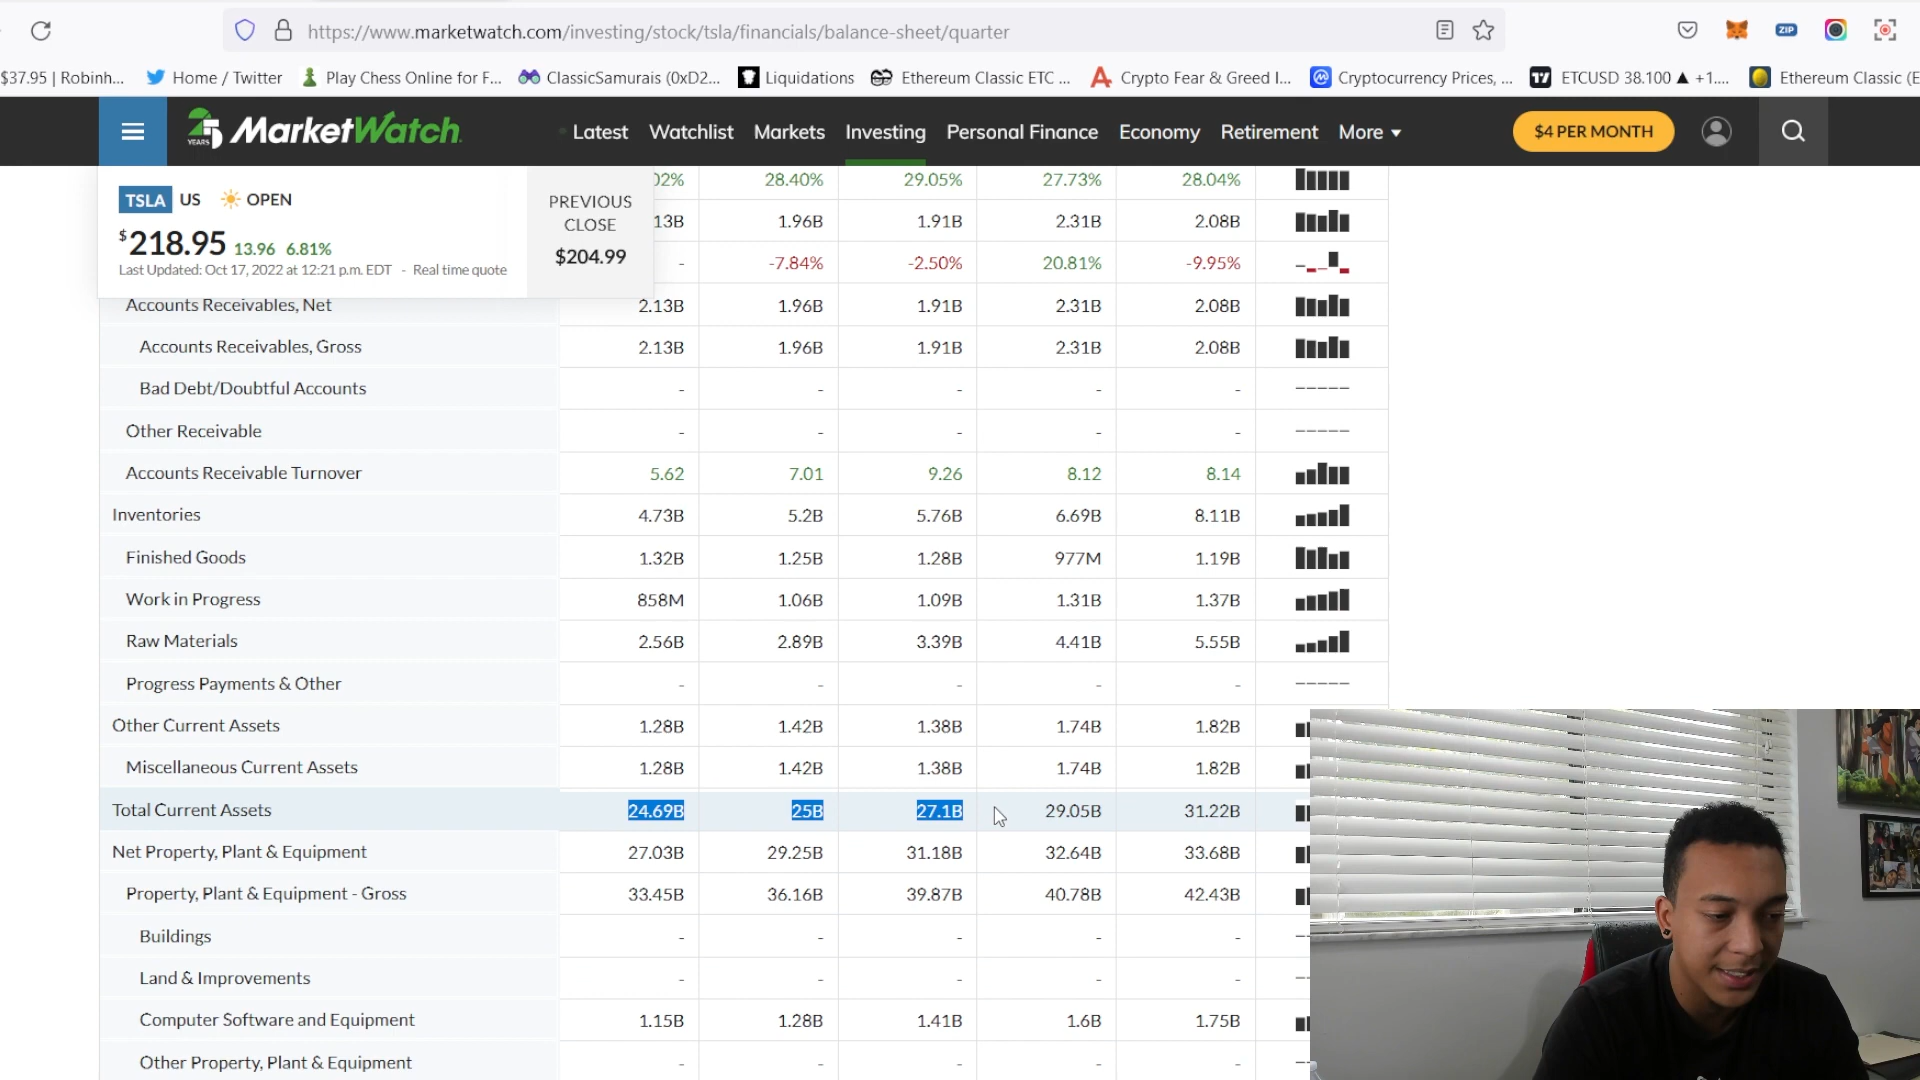 https://www.marketwatch.com/investing/stock/tsla/financials/balance-sheet/quarter
ZIP
$37.95 | Robinh... Home / Twitter Play Chess Online for F... ClassicSamurais (0xD2... Liquidations Ethereum Classic ETC ... Crypto Fear & Greed I... Cryptocurrency Prices, ... ETCUSD 38.100 ▲ +1.... Ethereum Classic (E
25 YEARS MarketWatch Latest Watchlist Markets Investing Personal Finance Economy Retirement More $4 PER MONTH
TSLA US OPEN
$218.95 13.96 6.81%
Last Updated: Oct 17, 2022 at 12:21 p.m. EDT - Real time quote
PREVIOUS
CLOSE
$204.99
02% 28.40% 29.05% 27.73% 28.04%
13B 1.96B 1.91B 2.31B 2.08B
- -7.84% -2.50% 20.81% -9.95%
Accounts Receivables, Net 2.13B 1.96B 1.91B 2.31B 2.08B
Accounts Receivables, Gross 2.13B 1.96B 1.91B 2.31B 2.08B
Bad Debt/Doubtful Accounts - - - - -
Other Receivable - - - - -
Accounts Receivable Turnover 5.62 7.01 9.26 8.12 8.14
Inventories 4.73B 5.2B 5.76B 6.69B 8.11B
Finished Goods 1.32B 1.25B 1.28B 977M 1.19B
Work in Progress 858M 1.06B 1.09B 1.31B 1.37B
Raw Materials 2.56B 2.89B 3.39B 4.41B 5.55B
Progress Payments & Other - - - - -
Other Current Assets 1.28B 1.42B 1.38B 1.74B 1.82B
Miscellaneous Current Assets 1.28B 1.42B 1.38B 1.74B 1.82B
Total Current Assets 24.69B 25B 27.1B 29.05B 31.22B
Net Property, Plant & Equipment 27.03B 29.25B 31.18B 32.64B 33.68B
Property, Plant & Equipment - Gross 33.45B 36.16B 39.87B 40.78B 42.43B
Buildings - - - - -
Land & Improvements - - - - -
Computer Software and Equipment 1.15B 1.28B 1.41B 1.6B 1.75B
Other Property, Plant & Equipment - - - - -